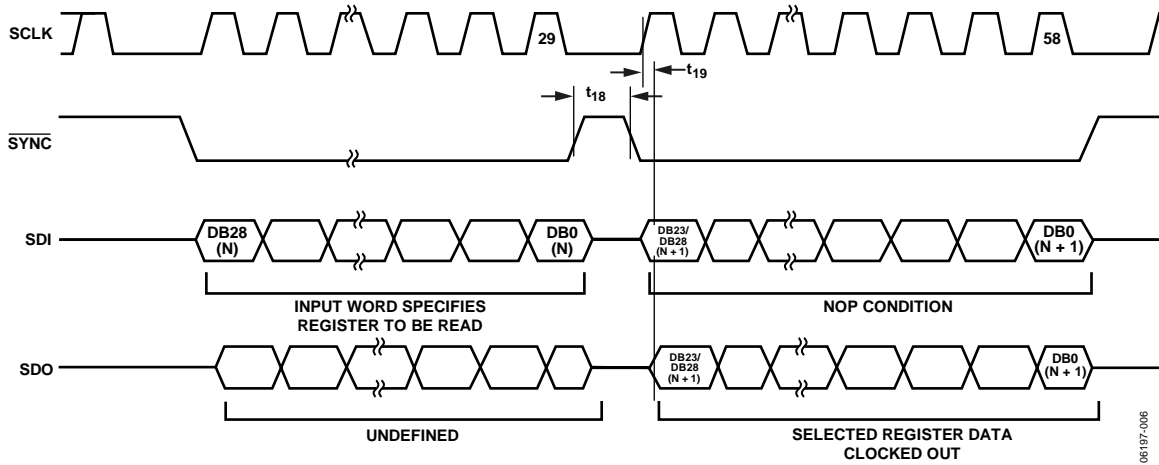 SCLK
29
58
t19
t18
SYNC
SDI
DB28
(N)
DB0
(N)
DB23/
DB28
(N + 1)
DB0
(N + 1)
INPUT WORD SPECIFIES
REGISTER TO BE READ
NOP CONDITION
SDO
DB23/
DB28
(N + 1)
DB0
(N + 1)
UNDEFINED
SELECTED REGISTER DATA
CLOCKED OUT
06197-006